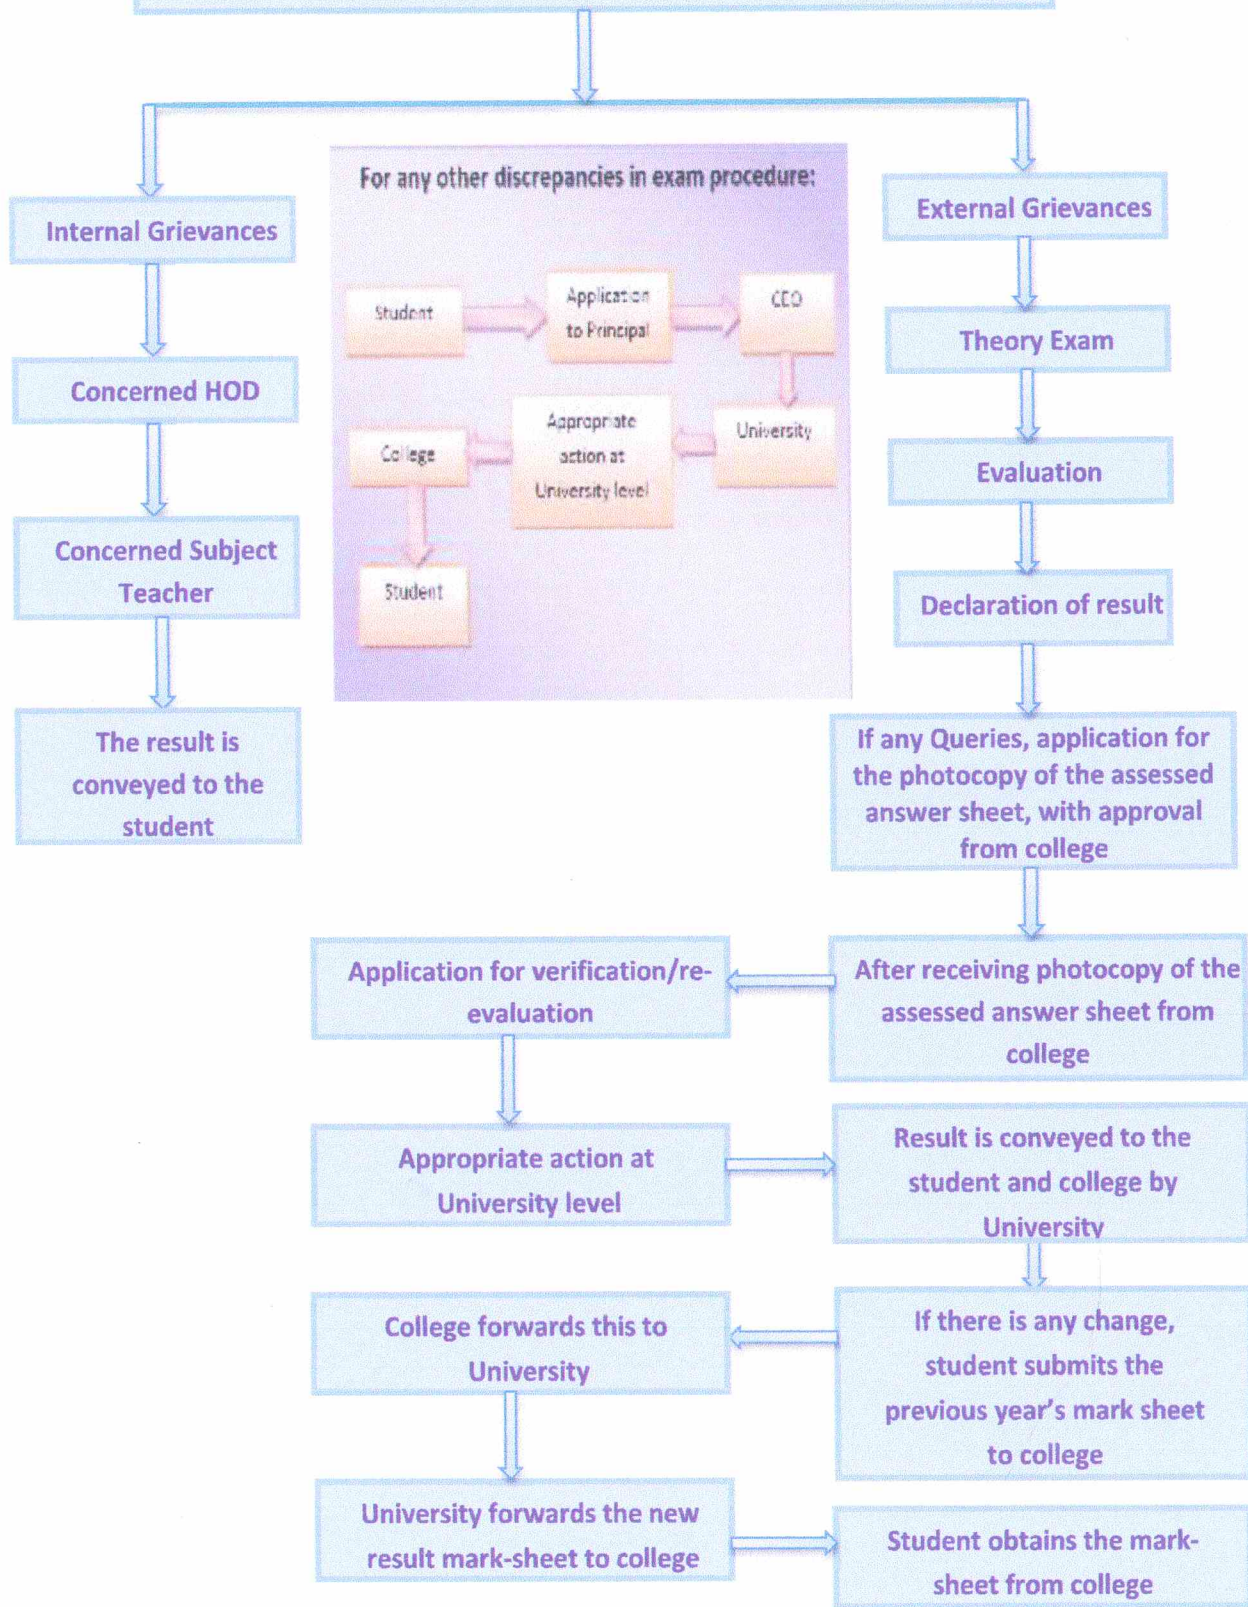 For any other discrepancies in exam procedure:
Student
Application
to Principal
CEO
University
Appropriate
action at
University level
College
Student
Internal Grievances
Concerned HOD
Concerned Subject
Teacher
The result is
conveyed to the
student
External Grievances
Theory Exam
Evaluation
Declaration of result
If any Queries, application for
the photocopy of the assessed
answer sheet, with approval
from college
After receiving photocopy of the
assessed answer sheet from
college
Application for verification/re-
evaluation
Appropriate action at
University level
Result is conveyed to the
student and college by
University
If there is any change,
student submits the
previous year's mark sheet
to college
College forwards this to
University
University forwards the new
result mark-sheet to college
Student obtains the mark-
sheet from college